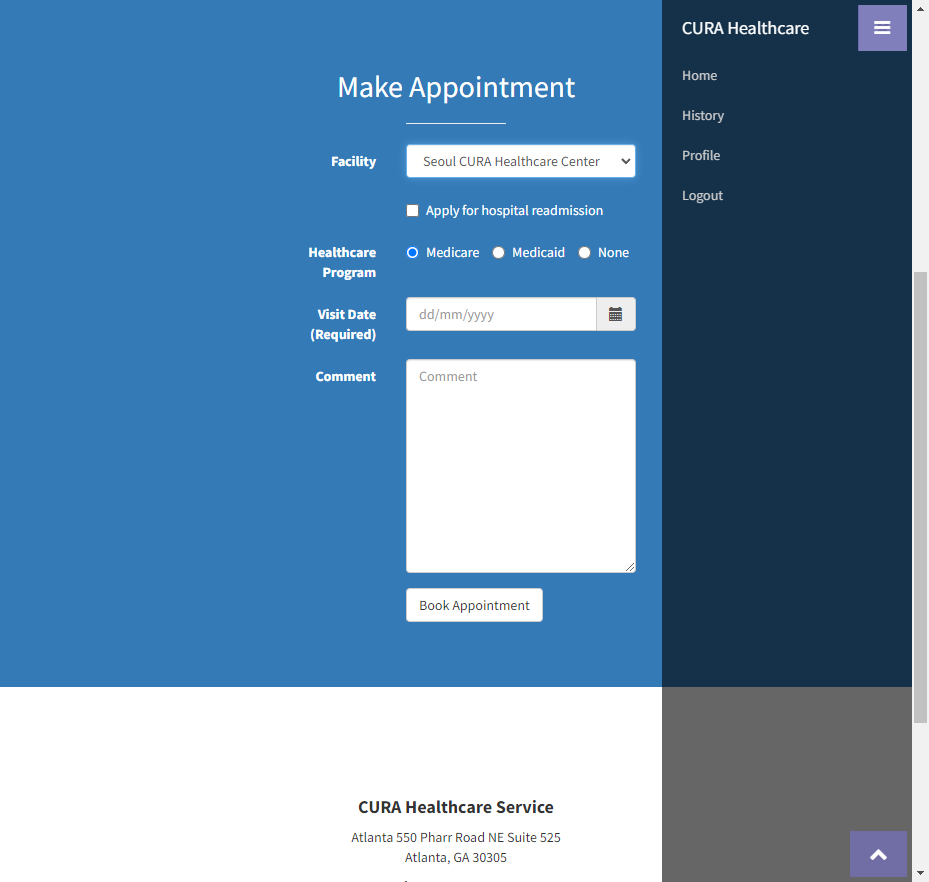 Make Appointment
Facility
Seoul CURA Healthcare Center
Apply for hospital readmission
Healthcare
Program
Medicare
Medicaid
None
Visit Date
(Required)
dd/mm/yyyy
Comment
Comment
Book Appointment
CURA Healthcare
Home
History
Profile
Logout
CURA Healthcare Service
Atlanta 550 Pharr Road NE Suite 525
Atlanta, GA 30305